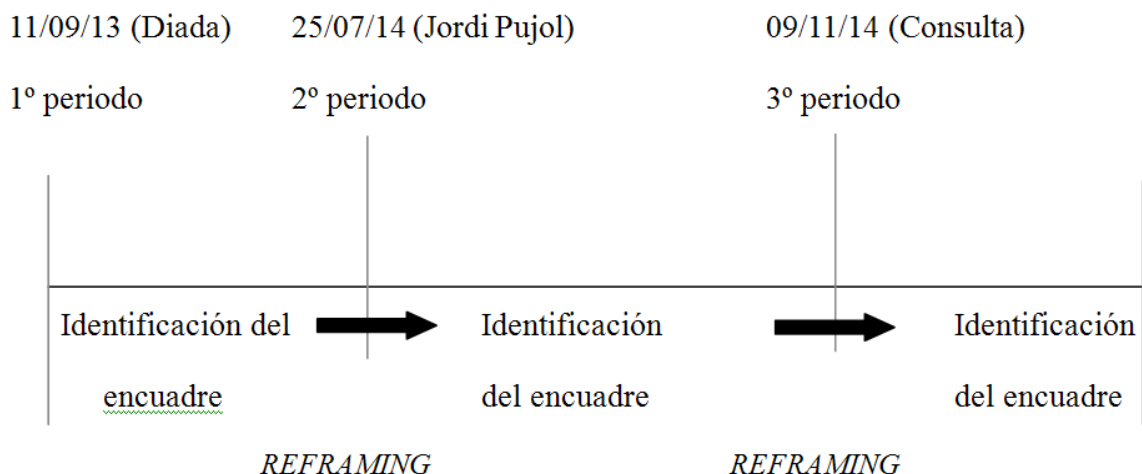 11/09/13 (Diada) 25/07/14 (Jordi Pujol) 09/11/14 (Consulta)
1º periodo 2º periodo 3º periodo
Identificación del Identificación Identificación
encuadre del encuadre del encuadre
REFRAMING REFRAMING